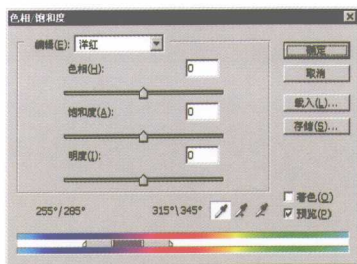 色相/饱和度
编辑(E): 洋红
色相(H): 0
饱和度(A): 0
明度(I): 0
确定
取消
载入(L)...
存储(S)...
着色(O)
预览(P)
255°/285° 315°\345°